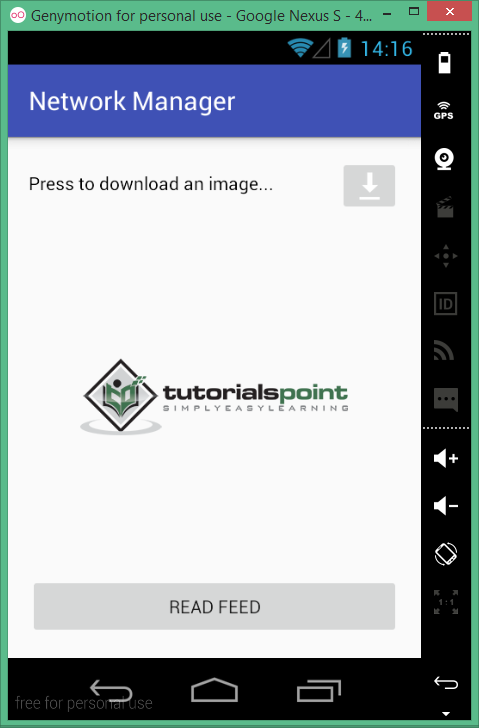 Genymotion for personal use - Google Nexus S - 4...
14:16
Network Manager
GPS
Press to download an image...
ID
tutorialspoint
SIMPLYEASYLEARNING
1:1
READ FEED
free for personal use